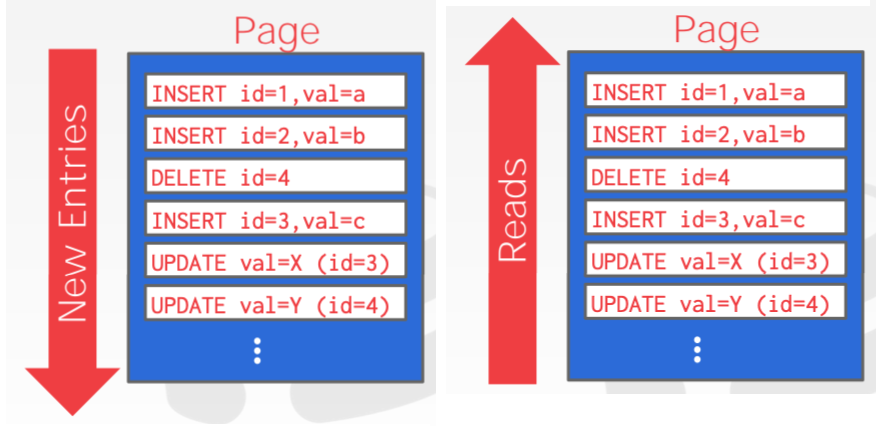 Page
New Entries
INSERT id=1,val=a
INSERT id=2,val=b
DELETE id=4
INSERT id=3,val=c
UPDATE val=X (id=3)
UPDATE val=Y (id=4)
Page
Reads
INSERT id=1,val=a
INSERT id=2,val=b
DELETE id=4
INSERT id=3,val=c
UPDATE val=X (id=3)
UPDATE val=Y (id=4)